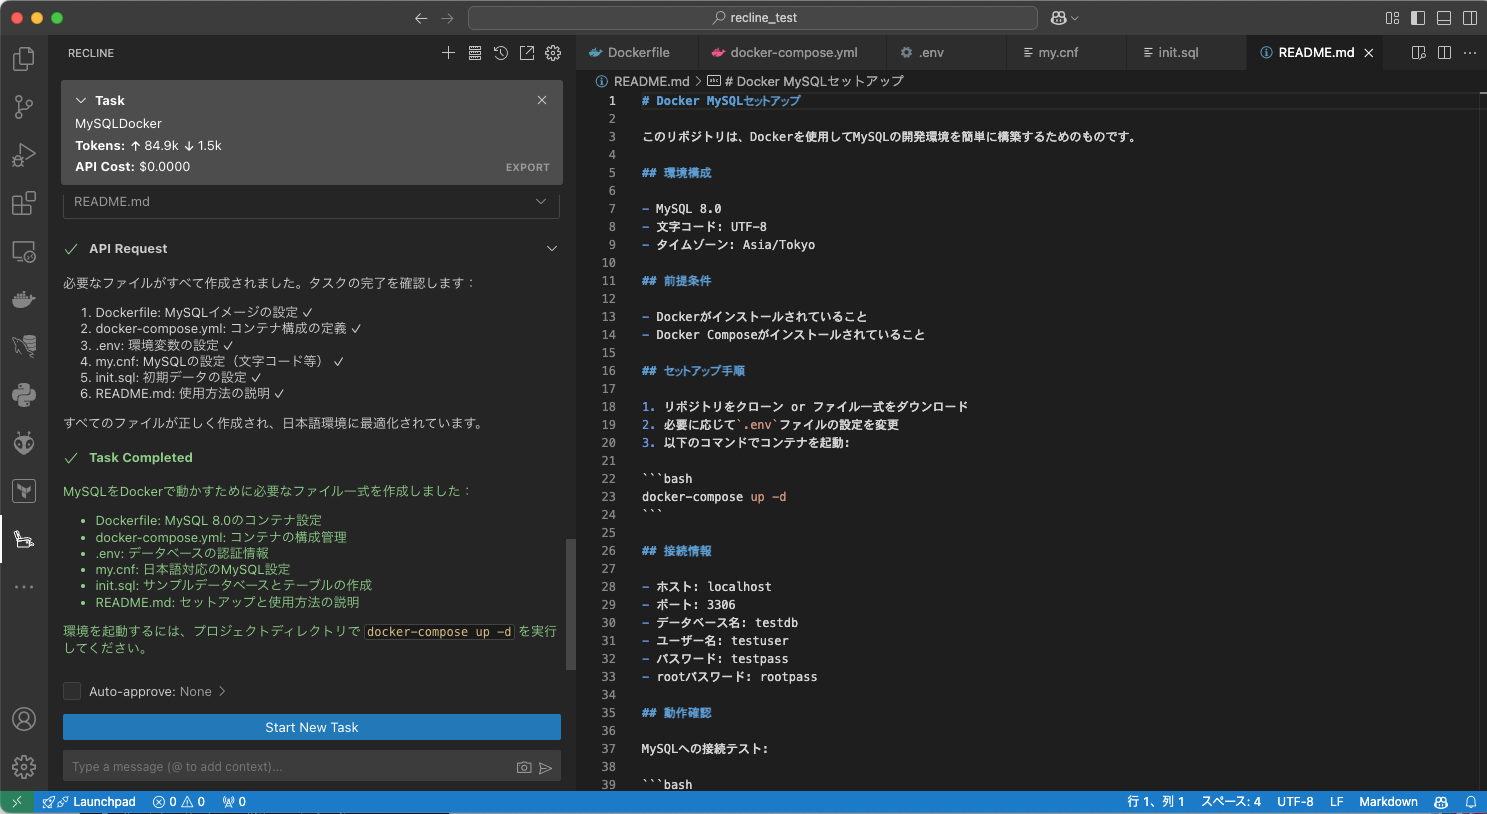 recline_test
RECLINE
Task
MySQLDocker
Tokens: ↑ 84.9k ↓ 1.5k
API Cost: $0.0000
EXPORT
README.md
API Request
必要なファイルがすべて作成されました。タスクの完了を確認します：
1. Dockerfile: MySQLイメージの設定 ✓
2. docker-compose.yml: コンテナ構成の定義 ✓
3. .env: 環境変数の設定 ✓
4. my.cnf: MySQLの設定（文字コード等） ✓
5. init.sql: 初期データの設定 ✓
6. README.md: 使用方法の説明 ✓
すべてのファイルが正しく作成され、日本語環境に最適化されています。
Task Completed
MySQLをDockerで動かすために必要なファイル一式を作成しました：
• Dockerfile: MySQL 8.0のコンテナ設定
• docker-compose.yml: コンテナの構成管理
• .env: データベースの認証情報
• my.cnf: 日本語対応のMySQL設定
• init.sql: サンプルデータベースとテーブルの作成
• README.md: セットアップと使用方法の説明
環境を起動するには、プロジェクトディレクトリで docker-compose up -d を実行
してください。
Auto-approve: None
Start New Task
Type a message (@ to add context)...
Dockerfile docker-compose.yml .env my.cnf init.sql README.md
README.md > # Docker MySQLセットアップ
1 # Docker MySQLセットアップ
2
3 このリポジトリは、Dockerを使用してMySQLの開発環境を簡単に構築するためのものです。
4
5 ## 環境構成
6
7 - MySQL 8.0
8 - 文字コード: UTF-8
9 - タイムゾーン: Asia/Tokyo
10
11 ## 前提条件
12
13 - Dockerがインストールされていること
14 - Docker Composeがインストールされていること
15
16 ## セットアップ手順
17
18 1. リポジトリをクローン or ファイル一式をダウンロード
19 2. 必要に応じて`.env`ファイルの設定を変更
20 3. 以下のコマンドでコンテナを起動:
21
22 ```bash
23 docker-compose up -d
24 ```
25
26 ## 接続情報
27
28 - ホスト: localhost
29 - ポート: 3306
30 - データベース名: testdb
31 - ユーザー名: testuser
32 - パスワード: testpass
33 - rootパスワード: rootpass
34
35 ## 動作確認
36
37 MySQLへの接続テスト:
38
39 ```bash
Launchpad 0 0 0
行 1、列 1 スペース: 4 UTF-8 LF Markdown